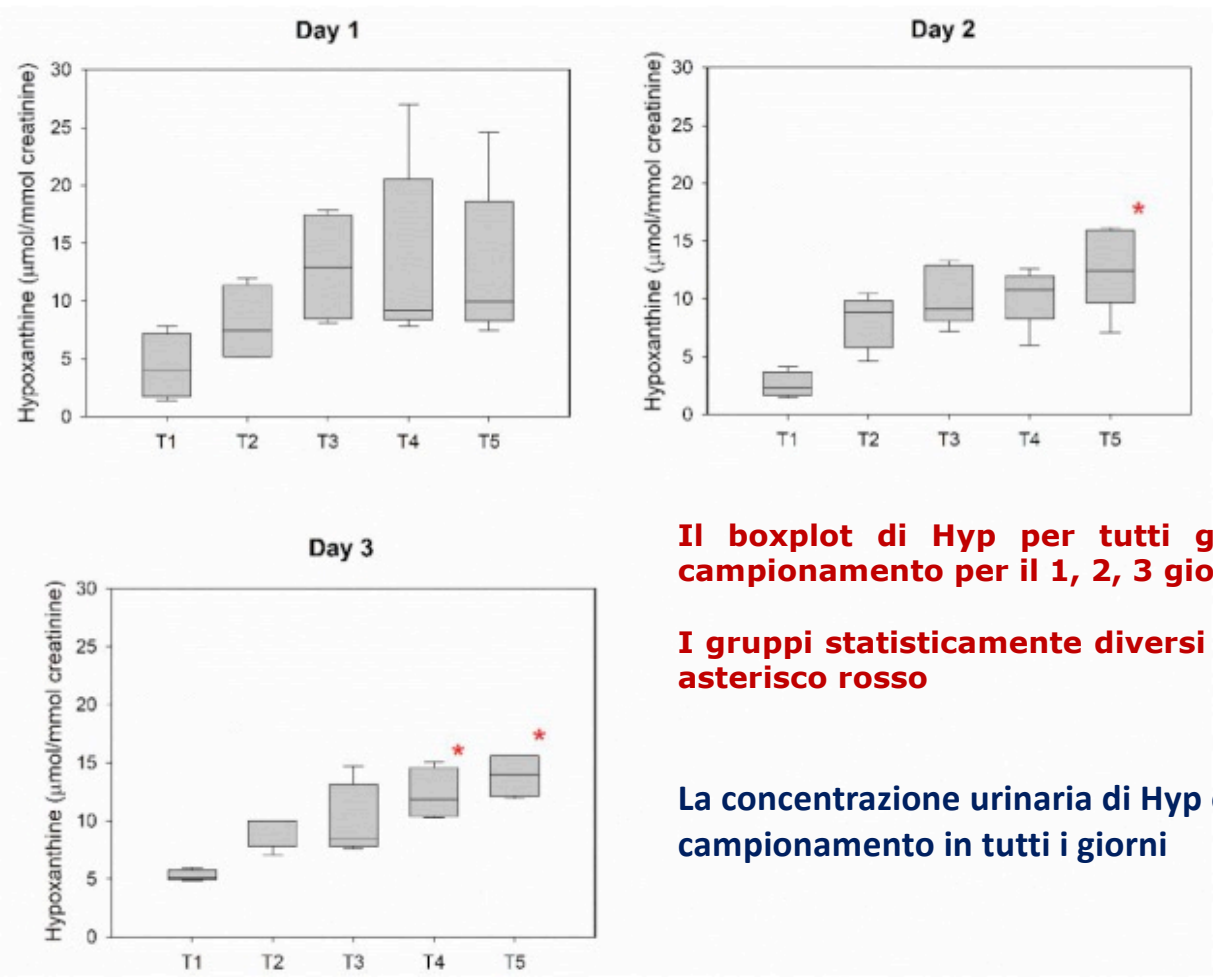 Day 1
Hypoxanthine (μmol/mmol creatinine)
30
25
20
15
10
5
0
T1 T2 T3 T4 T5
Day 2
Hypoxanthine (μmol/mmol creatinine)
30
25
20
15
*
10
5
0
T1 T2 T3 T4 T5
Day 3
Hypoxanthine (μmol/mmol creatinine)
30
25
20
15
* *
10
5
0
T1 T2 T3 T4 T5
Il boxplot di Hyp per tutti
campionamento per il 1, 2, 3
I gruppi statisticamente diversi
asterisco rosso
La concentrazione urinaria di Hyp
campionamento in tutti i giorni